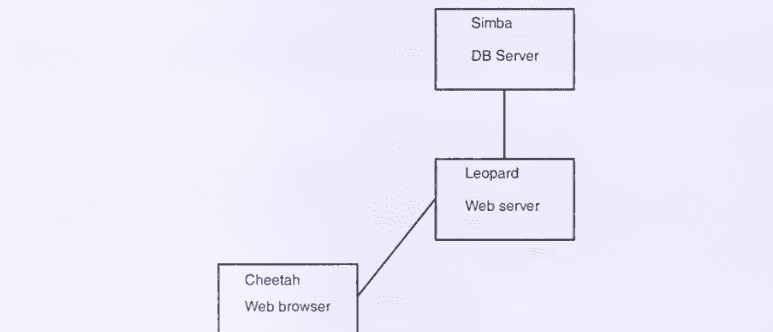 Simba
DB Server
Leopard
Web server
Cheetah
Web browser